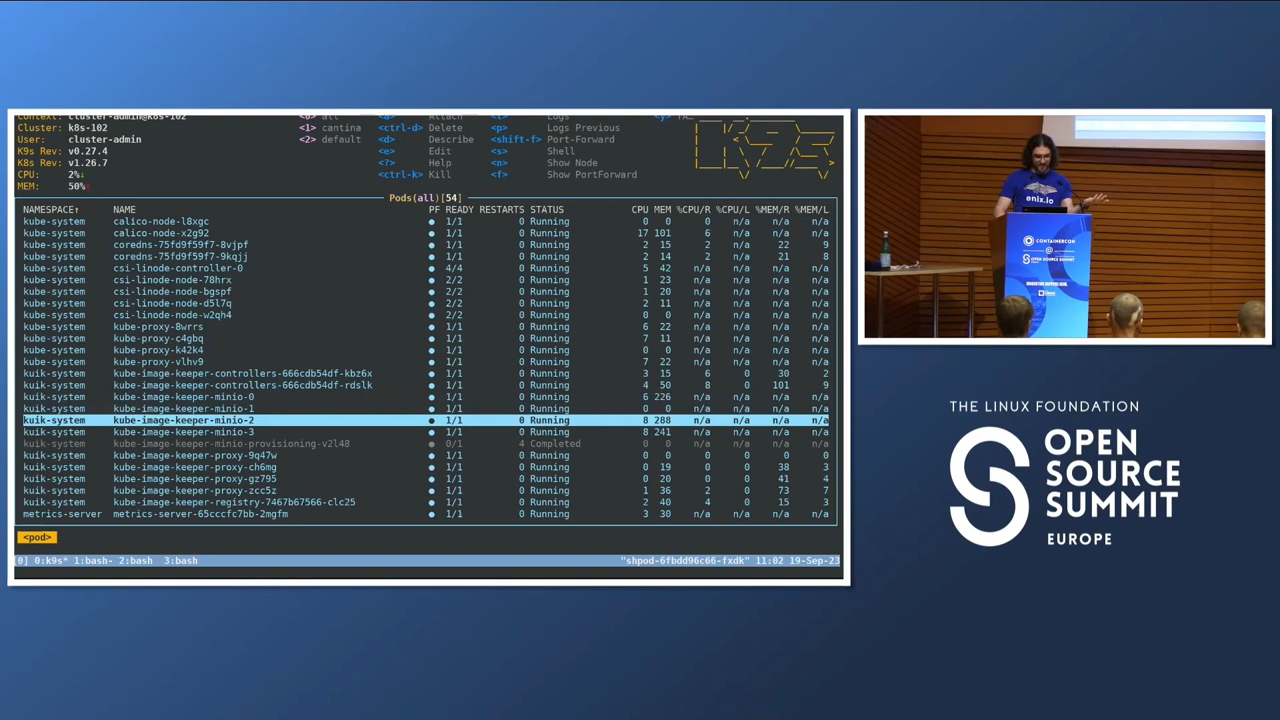 Context: cluster-admin@k8s-102 <0> all <a> Attach <l> Logs <y>
Cluster: k8s-102 <1> cantina <ctrl-d> Delete <p> Logs Previous
User: cluster-admin <2> default <d> Describe <shift-f> Port-Forward
K9s Rev: v0.27.4 <e> Edit <s> Shell
K8s Rev: v1.26.7 <?> Help <n> Show Node
CPU: 2%↓ <ctrl-k> Kill <f> Show PortForward
MEM: 50%
Pods(all)[54]
NAMESPACE↑ NAME PF READY RESTARTS STATUS CPU MEM %CPU/R %CPU/L %MEM/R %MEM/L
kube-system calico-node-l8xgc ● 1/1 0 Running 0 0 0 n/a n/a n/a
kube-system calico-node-x2g92 ● 1/1 0 Running 17 101 6 n/a n/a n/a
kube-system coredns-75fd9f59f7-8vjpf ● 1/1 0 Running 2 15 2 n/a 22 9
kube-system coredns-75fd9f59f7-9kqjj ● 1/1 0 Running 2 14 2 n/a 21 8
kube-system csi-linode-controller-0 ● 4/4 0 Running 5 42 n/a n/a n/a n/a
kube-system csi-linode-node-78hrx ● 2/2 0 Running 1 23 n/a n/a n/a n/a
kube-system csi-linode-node-bgspf ● 2/2 0 Running 1 20 n/a n/a n/a n/a
kube-system csi-linode-node-d5l7q ● 2/2 0 Running 2 11 n/a n/a n/a n/a
kube-system csi-linode-node-w2qh4 ● 2/2 0 Running 0 0 n/a n/a n/a n/a
kube-system kube-proxy-8wrrs ● 1/1 0 Running 6 22 n/a n/a n/a n/a
kube-system kube-proxy-c4gbq ● 1/1 0 Running 7 11 n/a n/a n/a n/a
kube-system kube-proxy-k42k4 ● 1/1 0 Running 0 0 n/a n/a n/a n/a
kube-system kube-proxy-vlhv9 ● 1/1 0 Running 7 22 n/a n/a n/a n/a
kuik-system kube-image-keeper-controllers-666cdb54df-kbz6x ● 1/1 0 Running 3 15 6 0 30 2
kuik-system kube-image-keeper-controllers-666cdb54df-rdslk ● 1/1 0 Running 4 50 8 0 101 9
kuik-system kube-image-keeper-minio-0 ● 1/1 0 Running 6 226 n/a n/a n/a n/a
kuik-system kube-image-keeper-minio-1 ● 1/1 0 Running 0 0 n/a n/a n/a n/a
kuik-system kube-image-keeper-minio-2 ● 1/1 0 Running 8 288 n/a n/a n/a n/a
kuik-system kube-image-keeper-minio-3 ● 1/1 0 Running 8 241 n/a n/a n/a n/a
kuik-system kube-image-keeper-minio-provisioning-v2l48 ● 0/1 4 Completed 0 0 n/a n/a n/a n/a
kuik-system kube-image-keeper-proxy-9q47w ● 1/1 0 Running 0 0 0 0 0 0
kuik-system kube-image-keeper-proxy-ch6mg ● 1/1 0 Running 0 19 0 0 38 3
kuik-system kube-image-keeper-proxy-gz795 ● 1/1 0 Running 0 20 0 0 41 4
kuik-system kube-image-keeper-proxy-zcc5z ● 1/1 0 Running 1 36 2 0 73 7
kuik-system kube-image-keeper-registry-7467b67566-clc25 ● 1/1 0 Running 2 40 4 0 15 3
metrics-server metrics-server-65cccfc7bb-2mgfm ● 1/1 0 Running 3 30 n/a n/a n/a n/a
<pod>
[0] 0:k9s* 1:bash- 2:bash 3:bash "shpod-6fbdd96c66-fxdk" 11:02 19-Sep-23
enix.io
CONTAINERCON
@
OPEN SOURCE SUMMIT
THE LINUX FOUNDATION
OPEN
SOURCE
SUMMIT
EUROPE